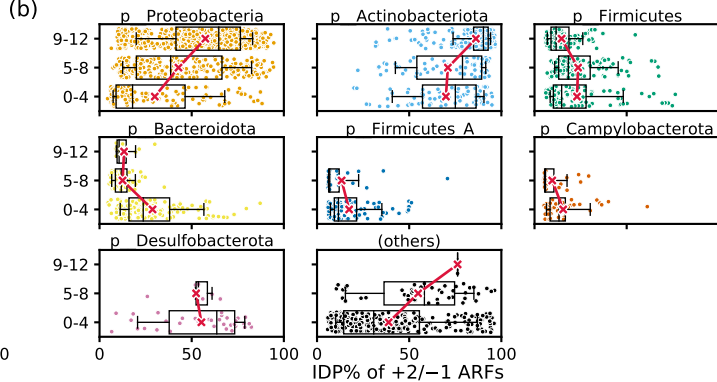 (b)
p Proteobacteria
p Actinobacteriota
p Firmicutes
9-12
5-8
0-4
p Bacteroidota
p Firmicutes A
p Campylobacterota
9-12
5-8
0-4
p Desulfobacterota
(others)
9-12
5-8
0-4
0
0
50
100
0
50
100
IDP% of +2/−1 ARFs